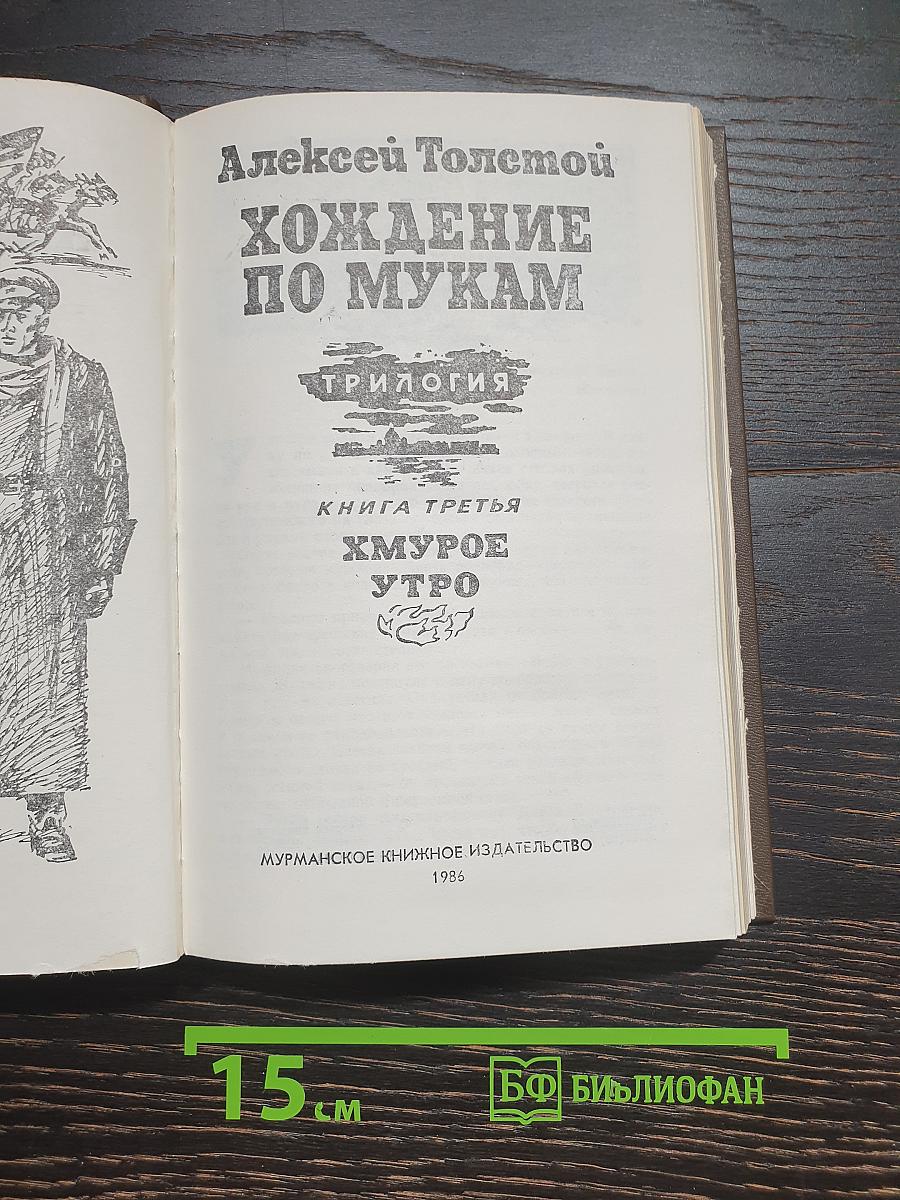 Алексей Толстой
ХОЖДЕНИЕ
ПО МУКАМ
ТРИЛОГИЯ
КНИГА ТРЕТЬЯ
ХМУРОЕ
УТРО
МУРМАНСКОЕ КНИЖНОЕ ИЗДАТЕЛЬСТВО
1986
15 см
БФ БИБЛИОФАН